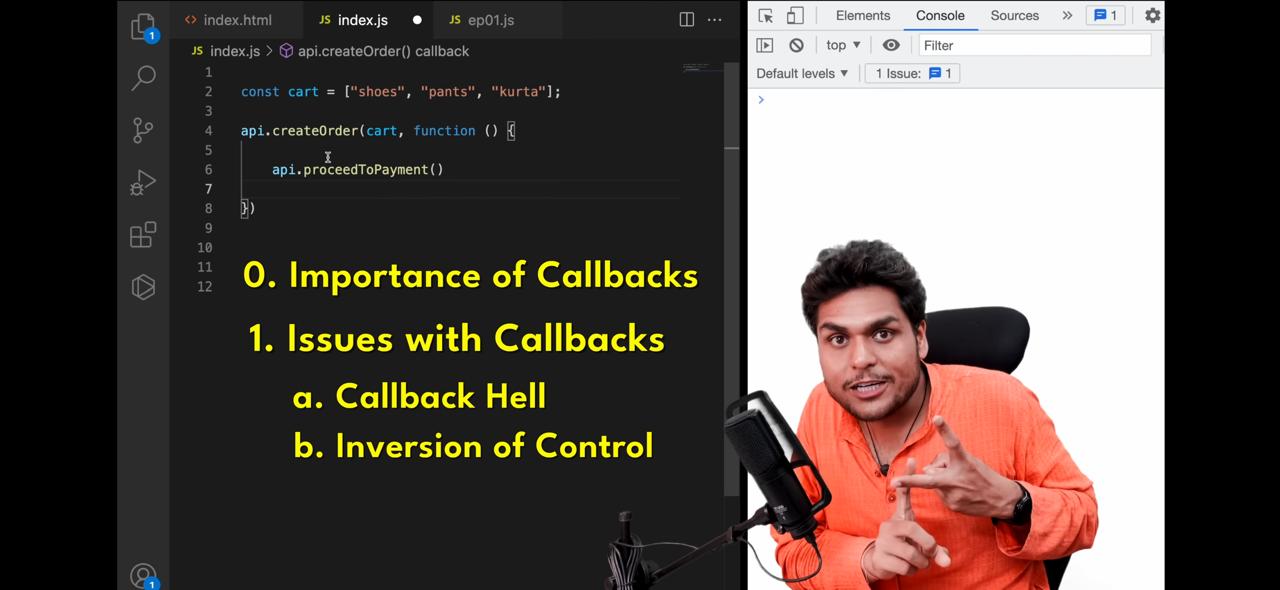 index.html
JS index.js
JS ep01.js
JS index.js > api.createOrder() callback
1
2 const cart = ["shoes", "pants", "kurta"];
3
4 api.createOrder(cart, function () {
5
6 api.proceedToPayment()
7
8 })
9
10
11
12
0. Importance of Callbacks
1. Issues with Callbacks
a. Callback Hell
b. Inversion of Control
1
1
Elements Console Sources » 1
top Filter
Default levels 1 Issue: 1